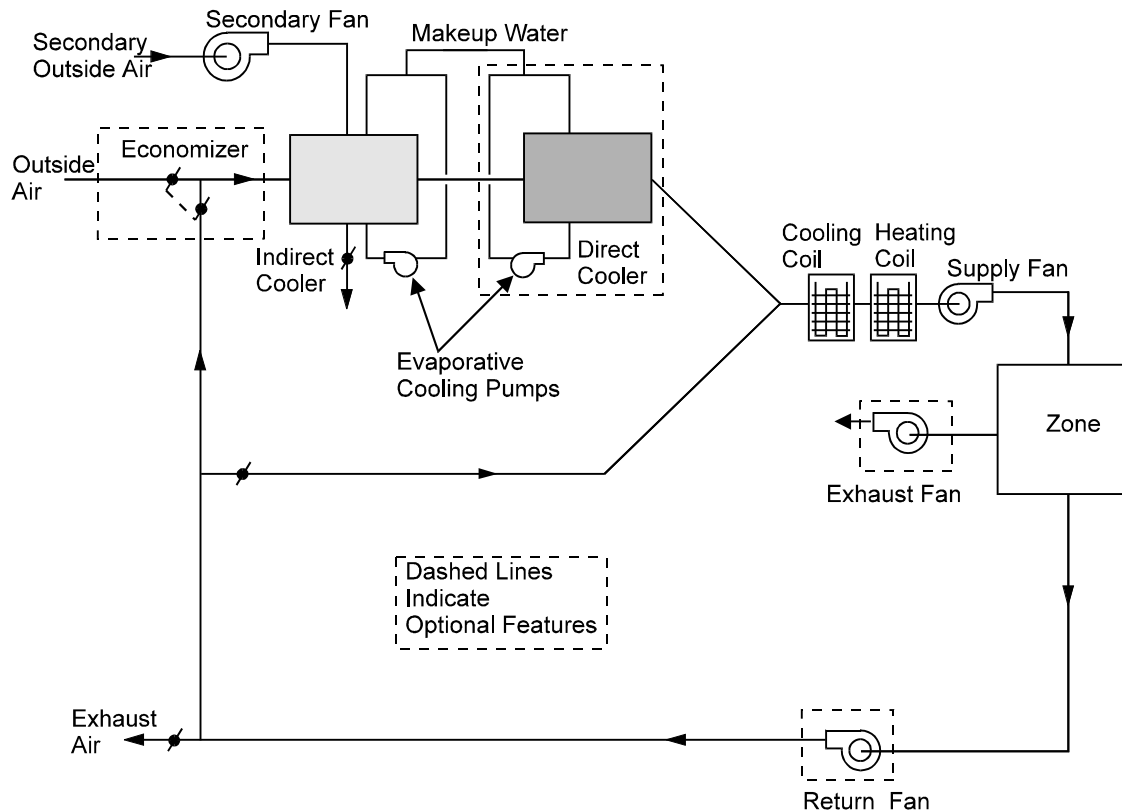 Secondary Fan
Makeup Water
Secondary
Outside Air
Economizer
Outside
Air
Indirect
Cooler
Direct
Cooler
Cooling
Coil
Heating
Coil
Supply Fan
Evaporative
Cooling Pumps
Zone
Exhaust Fan
Dashed Lines
Indicate
Optional Features
Exhaust
Air
Return Fan